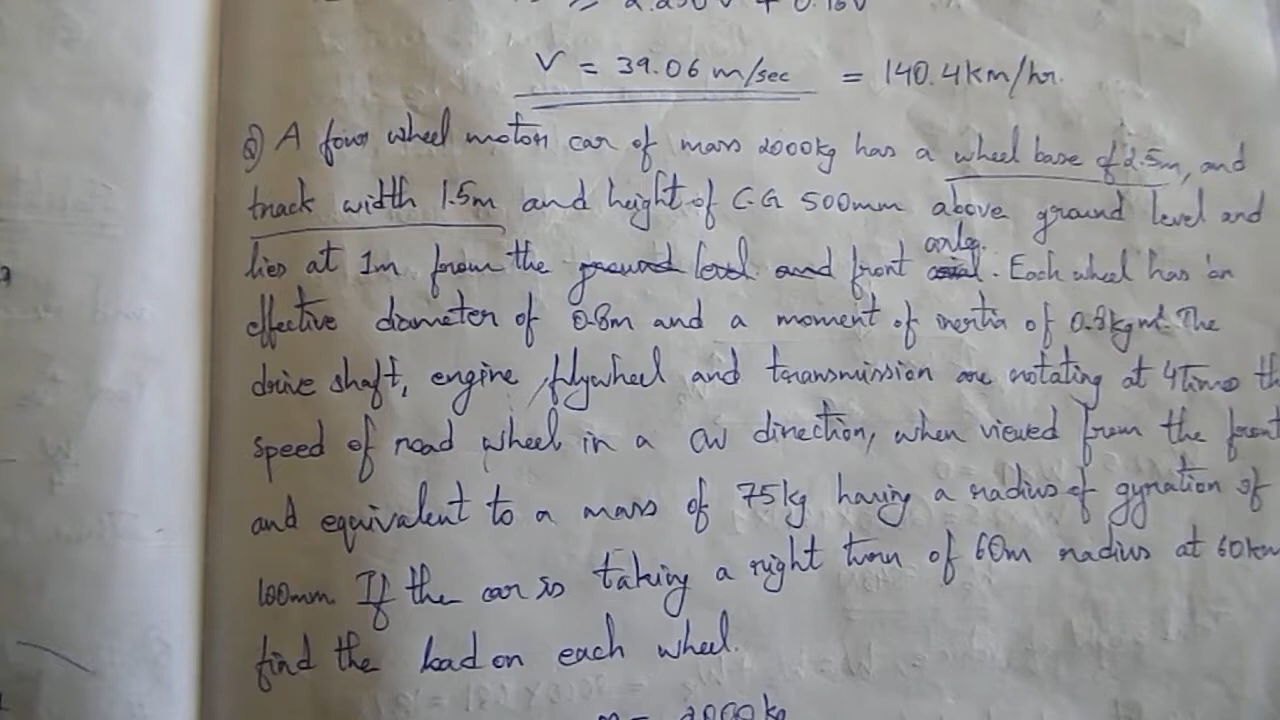 V = 39.06 m/sec = 140.4 km/hr.
Q) A four wheel motor car of mass 2000kg has a wheel base of 2.5m, and
track width 1.5m and height of C.G 500mm above ground level and
lies at 1m from the ground level and front axle. Each wheel has an
effective diameter of 0.8m and a moment of inertia of 0.8kgm². The
drive shaft, engine, flywheel and transmission are rotating at 4 times th
speed of road wheel in a CW direction, when viewed from the front
and equivalent to a mass of 75kg having a radius of gyration of
100mm. If the car is taking a right turn of 60m radius at 60km
find the load on each wheel.
m = 2000kg